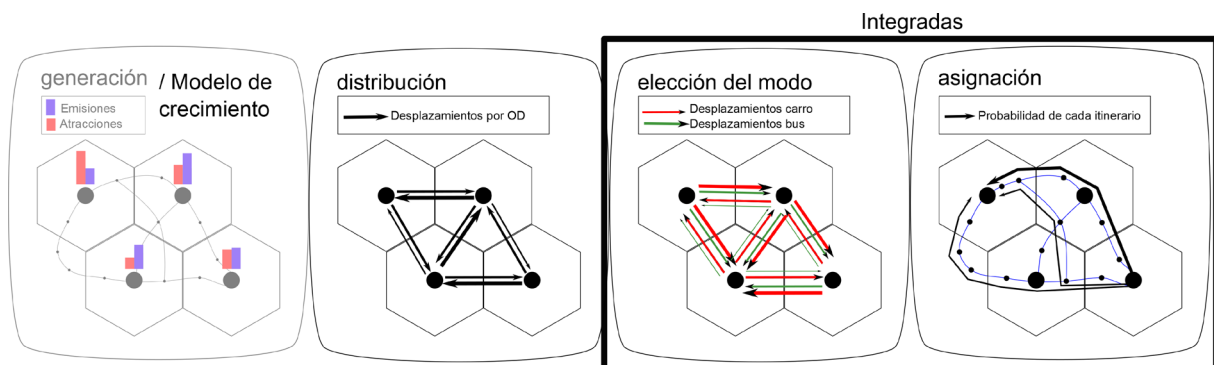 Integradas
generación / Modelo de
crecimiento
Emisiones
Atracciones
distribución
Desplazamientos por OD
elección del modo
Desplazamientos carro
Desplazamientos bus
asignación
Probabilidad de cada itinerario